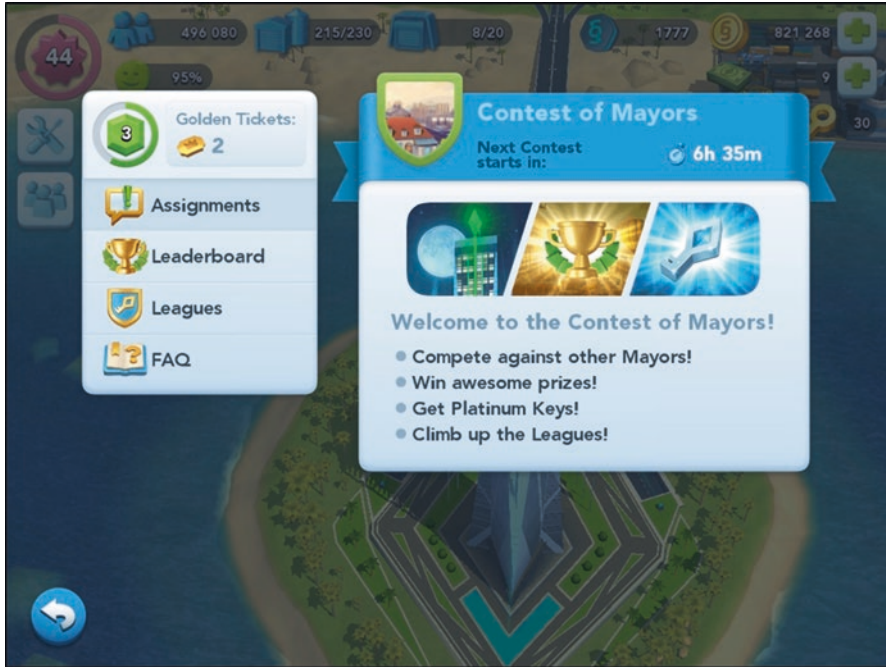 44
496 080
215/230
8/20
1777
821 268
95%
9
30
3
Golden Tickets:
2
Assignments
Leaderboard
Leagues
FAQ
Contest of Mayors
Next Contest
starts in:
6h 35m
Welcome to the Contest of Mayors!
Compete against other Mayors!
Win awesome prizes!
Get Platinum Keys!
Climb up the Leagues!